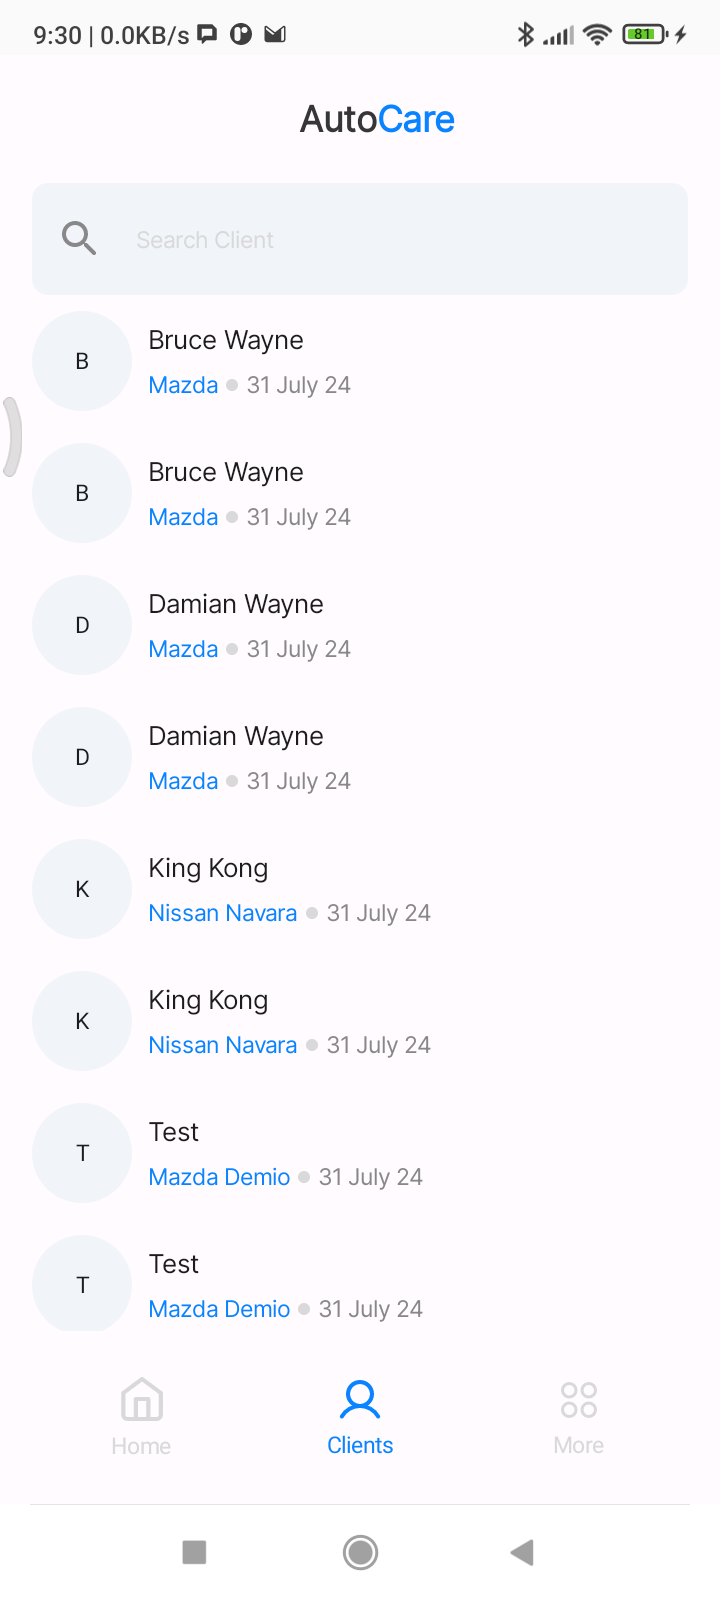 9:30 | 0.0KB/s 81
AutoCare
Search Client
B
Bruce Wayne
Mazda 31 July 24
B
Bruce Wayne
Mazda 31 July 24
D
Damian Wayne
Mazda 31 July 24
D
Damian Wayne
Mazda 31 July 24
K
King Kong
Nissan Navara 31 July 24
K
King Kong
Nissan Navara 31 July 24
T
Test
Mazda Demio 31 July 24
T
Test
Mazda Demio 31 July 24
Home Clients More